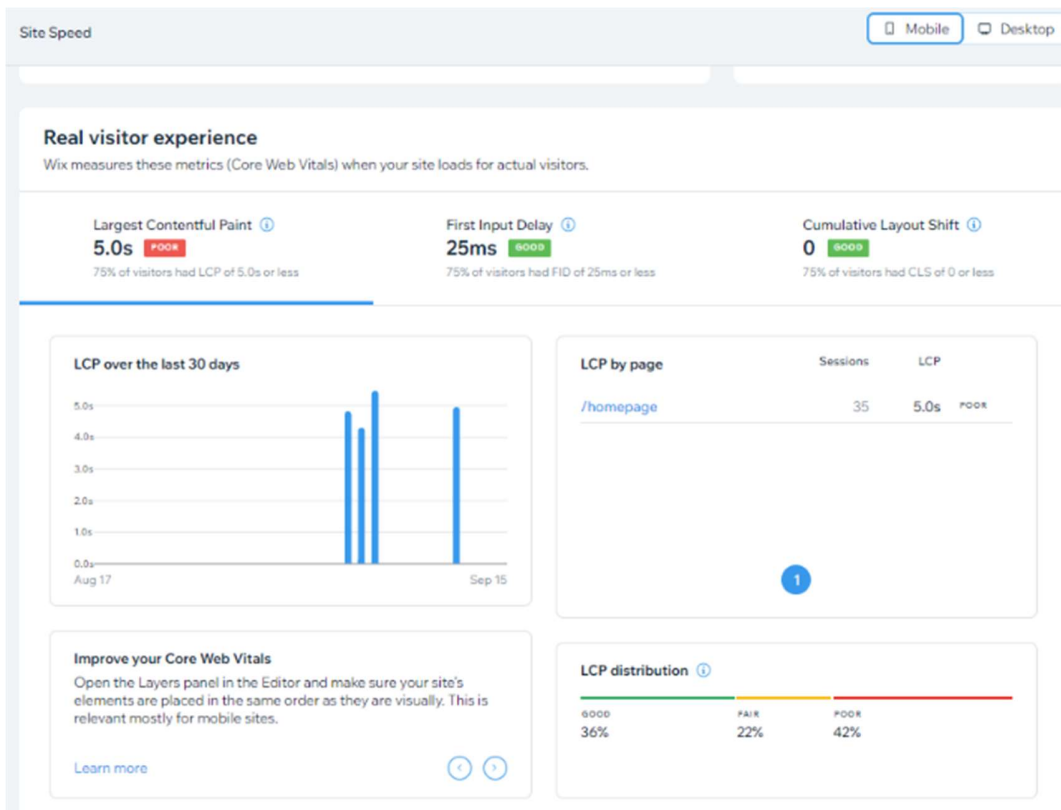 Site Speed
Mobile
Desktop
Real visitor experience
Wix measures these metrics (Core Web Vitals) when your site loads for actual visitors.
Largest Contentful Paint
5.0s POOR
75% of visitors had LCP of 5.0s or less
First Input Delay
25ms GOOD
75% of visitors had FID of 25ms or less
Cumulative Layout Shift
0 GOOD
75% of visitors had CLS of 0 or less
LCP over the last 30 days
5.0s
4.0s
3.0s
2.0s
1.0s
0.0s
Aug 17 Sep 15
LCP by page Sessions LCP
/homepage 35 5.0s POOR
1
Improve your Core Web Vitals
Open the Layers panel in the Editor and make sure your site's
elements are placed in the same order as they are visually. This is
relevant mostly for mobile sites.
Learn more
LCP distribution
GOOD FAIR POOR
36% 22% 42%